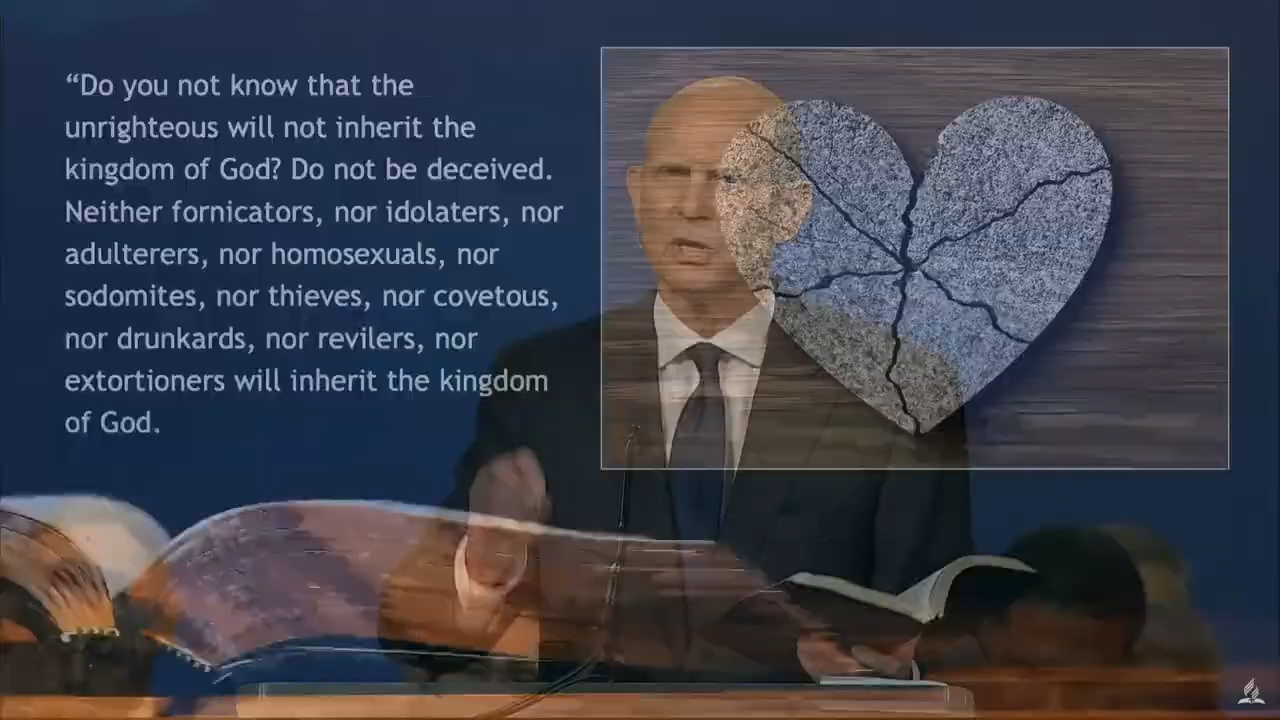 “Do you not know that the
unrighteous will not inherit the
kingdom of God? Do not be deceived.
Neither fornicators, nor idolaters, nor
adulterers, nor homosexuals, nor
sodomites, nor thieves, nor covetous,
nor drunkards, nor revilers, nor
extortioners will inherit the kingdom
of God.